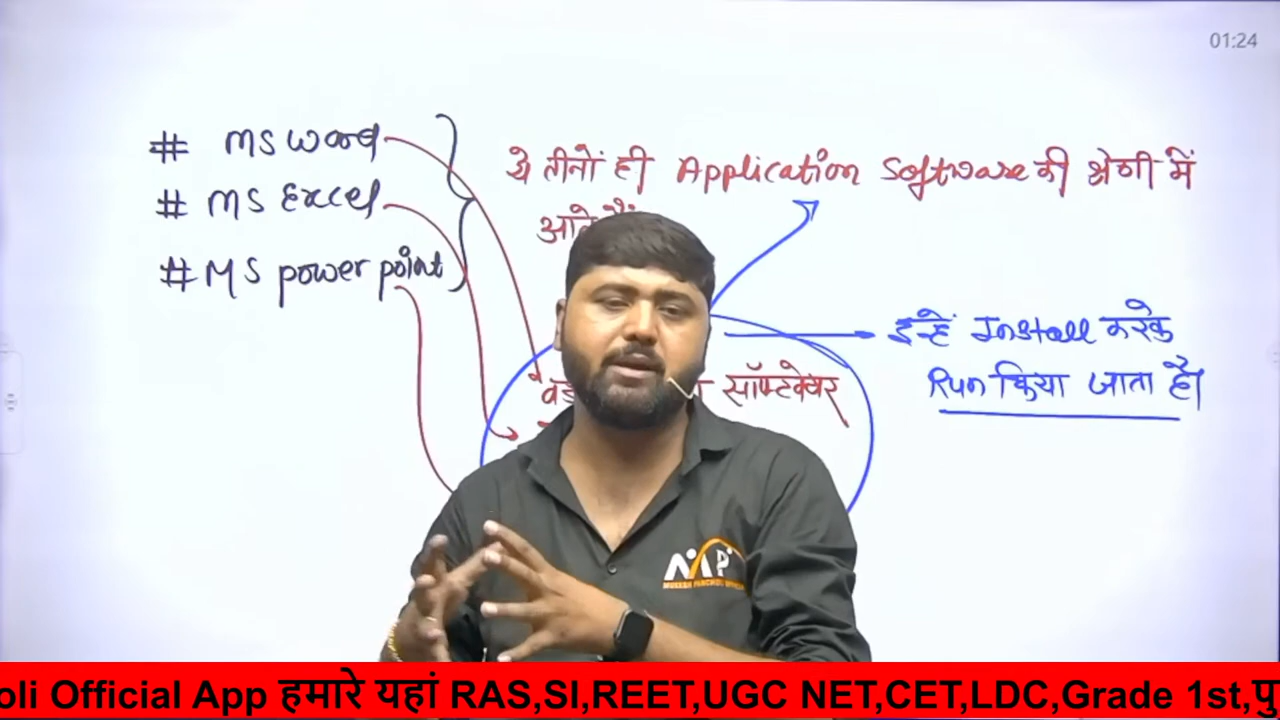 01:24
# MS Word
# MS Excel
# MS power point
ये तीनों ही Application Software की श्रेणी में
इन्हें Install करके
Run किया जाता है।
सॉफ्टवेयर
MP
oli Official App हमारे यहां RAS,SI,REET,UGC NET,CET,LDC,Grade 1st,पु